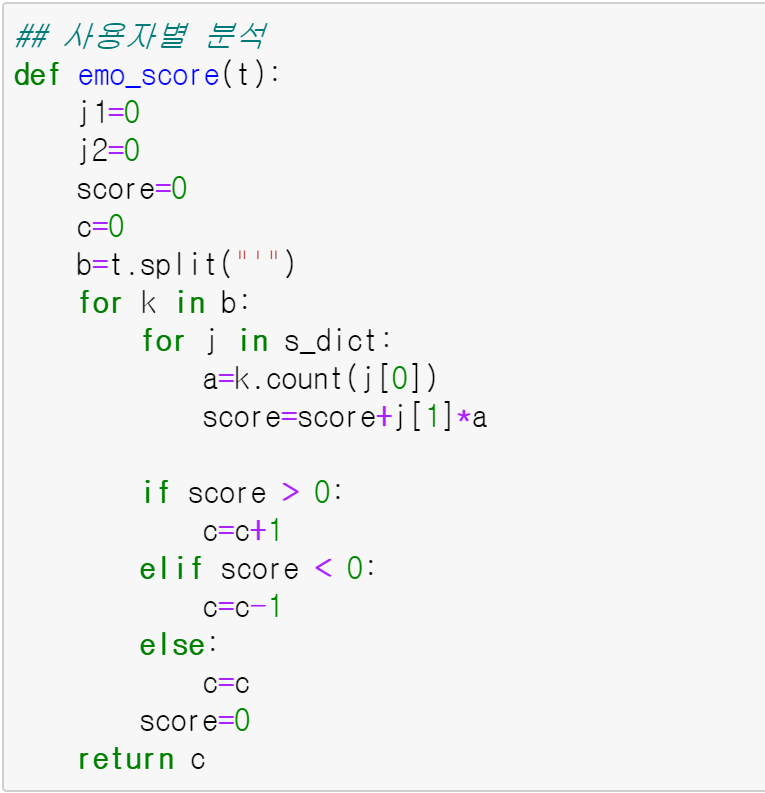 ## 사용자별 분석
def emo_score(t):
    j1=0
    j2=0
    score=0
    c=0
    b=t.split("'")
    for k in b:
        for j in s_dict:
            a=k.count(j[0])
            score=score+j[1]*a

        if score > 0:
            c=c+1
        elif score < 0:
            c=c-1
        else:
            c=c
        score=0
    return c